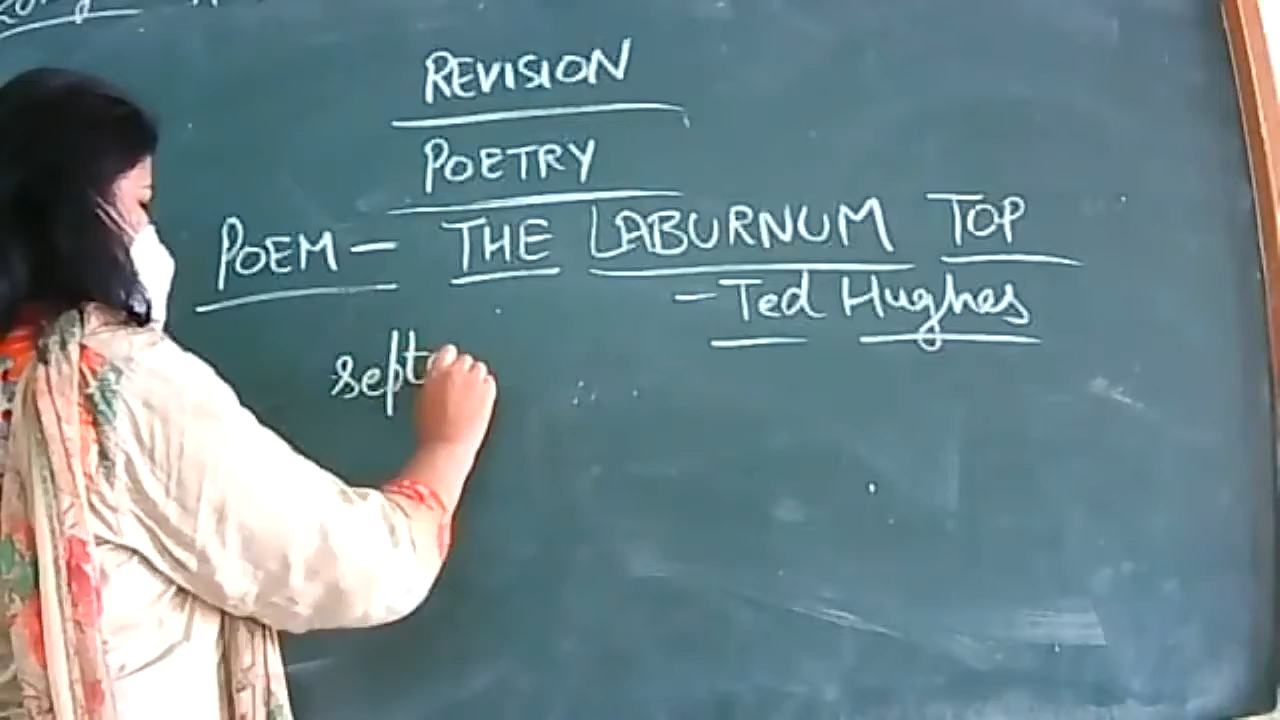 REVISION
POETRY
POEM – THE LABURNUM TOP
– Ted Hughes
sept